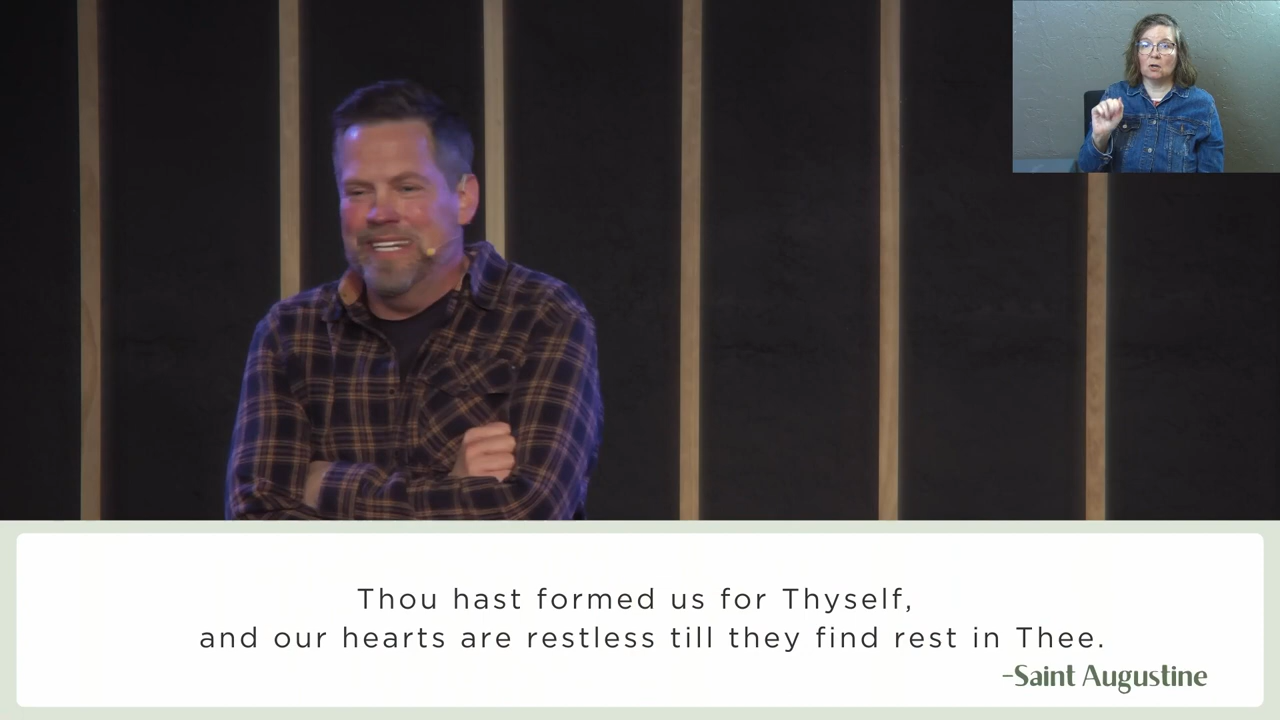 Thou hast formed us for Thyself,
and our hearts are restless till they find rest in Thee.
-Saint Augustine